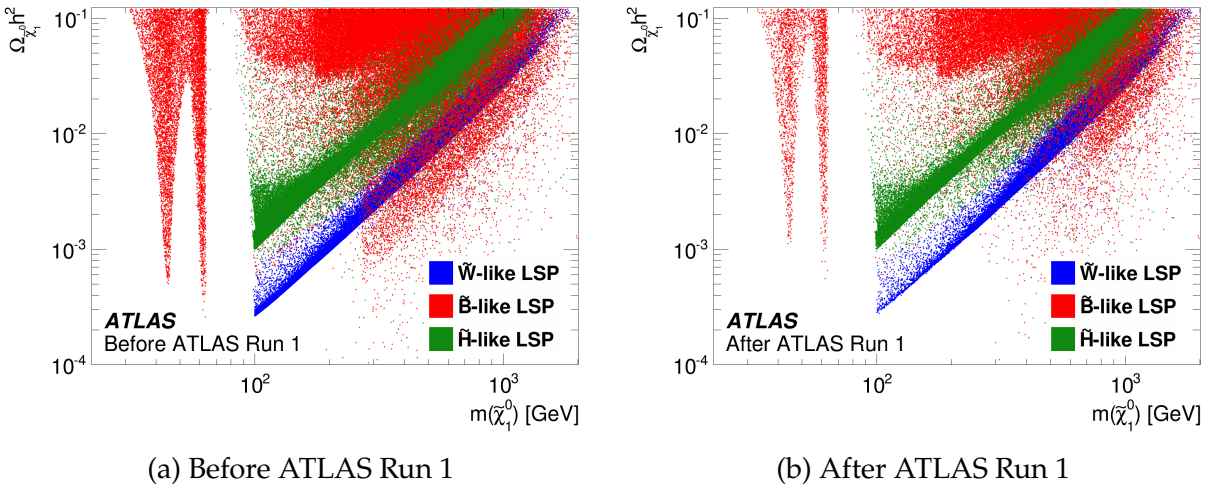 Ω_χ̃₁⁰ h²
10⁻¹
10⁻²
10⁻³
10⁻⁴
W̃-like LSP
B̃-like LSP
H̃-like LSP
ATLAS
Before ATLAS Run 1
10²
10³
m(χ̃₁⁰) [GeV]
(a) Before ATLAS Run 1
Ω_χ̃₁⁰ h²
10⁻¹
10⁻²
10⁻³
10⁻⁴
W̃-like LSP
B̃-like LSP
H̃-like LSP
ATLAS
After ATLAS Run 1
10²
10³
m(χ̃₁⁰) [GeV]
(b) After ATLAS Run 1